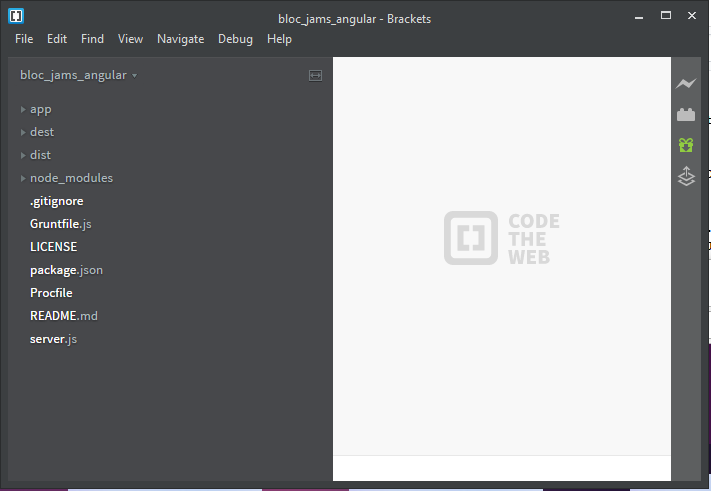 bloc_jams_angular - Brackets
File Edit Find View Navigate Debug Help
bloc_jams_angular
app
dest
dist
node_modules
.gitignore
Gruntfile.js
LICENSE
package.json
Procfile
README.md
server.js
CODE
THE
WEB